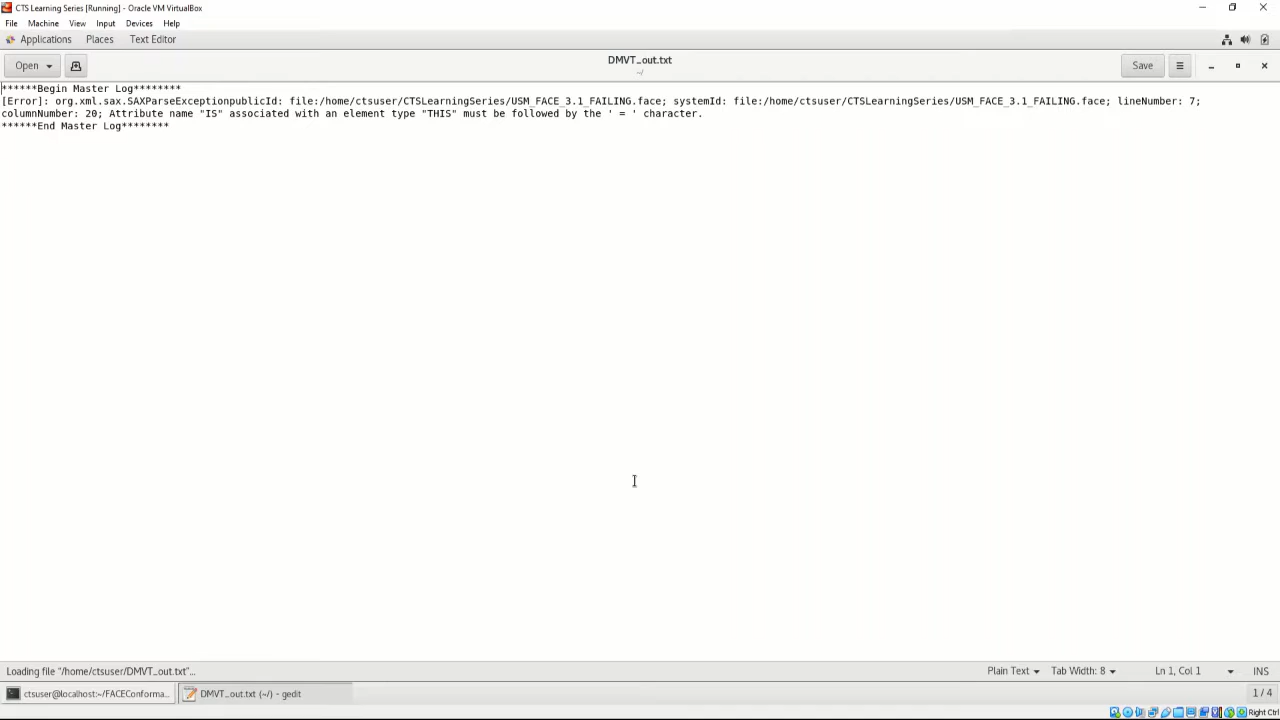 CTS Learning Series [Running] - Oracle VM VirtualBox
File Machine View Input Devices Help
Applications Places Text Editor
Open
DMVT_out.txt
~/
Save
******Begin Master Log********
[Error]: org.xml.sax.SAXParseExceptionpublicId: file:/home/ctsuser/CTSLearningSeries/USM_FACE_3.1_FAILING.face; systemId: file:/home/ctsuser/CTSLearningSeries/USM_FACE_3.1_FAILING.face; lineNumber: 7;
columnNumber: 20; Attribute name "IS" associated with an element type "THIS" must be followed by the ' = ' character.
******End Master Log********
Loading file "/home/ctsuser/DMVT_out.txt"...
Plain Text Tab Width: 8 Ln 1, Col 1 INS
ctsuser@localhost:~/FACEConforma... DMVT_out.txt (~/) - gedit 1 / 4
Right Ctrl